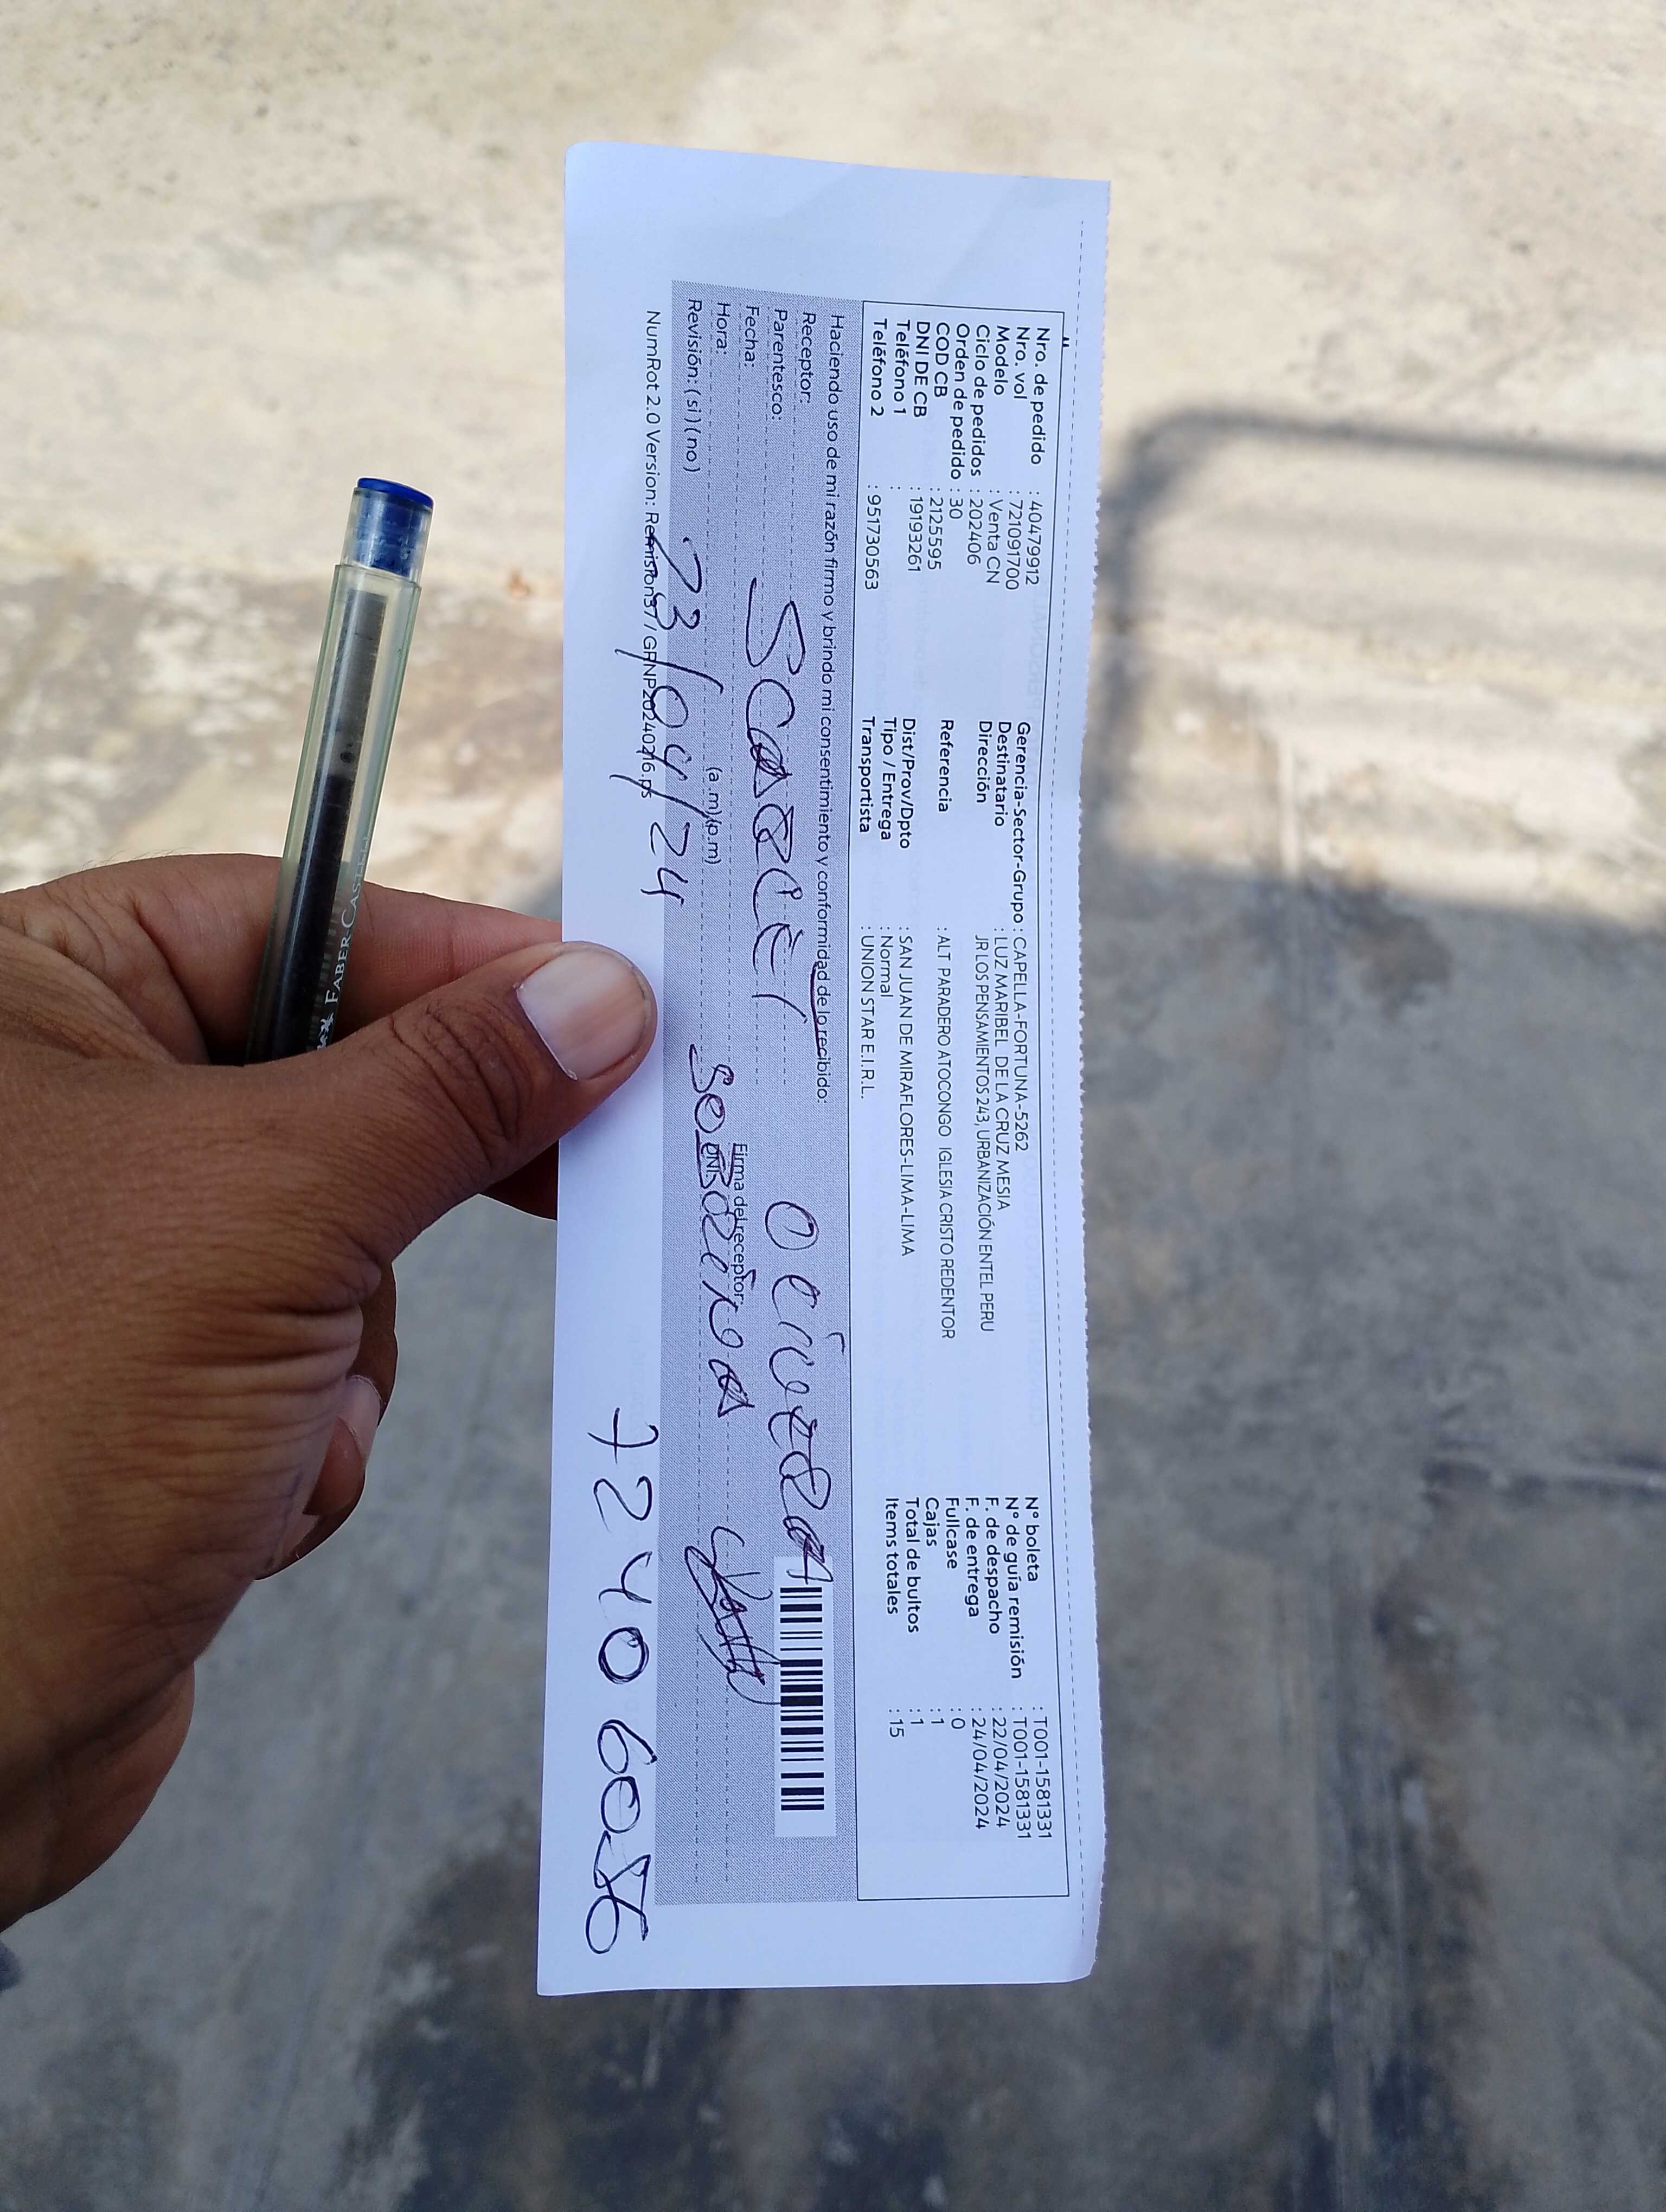 Nro. de pedido : 40479912
Nro. vol : 721091700
Modelo : Venta CN
Ciclo de pedidos : 202406
Orden de pedido : 30
COD CB : 2125595
DNI DE CB : 19193261
Teléfono 1 :
Teléfono 2 : 951730563
Gerencia-Sector-Grupo : CAPELLA-FORTUNA-5262
Destinatario : LUZ MARIBEL DE LA CRUZ MESIA
Dirección JR LOS PENSAMIENTOS 243, URBANIZACIÓN ENTEL PERU
Referencia : ALT PARADERO ATOCONGO IGLESIA CRISTO REDENTOR
Dist/Prov/Dpto : SAN JUAN DE MIRAFLORES-LIMA-LIMA
Tipo / Entrega : Normal
Transportista : UNION STAR E.I.R.L.
N° boleta : T001-1581331
N° de guía remisión : T001-1581331
F. de despacho : 22/04/2024
F. de entrega : 24/04/2024
Fullcase : 0
Cajas : 1
Total de bultos : 1
Items totales : 15
Haciendo uso de mi razón firmo y brindo mi consentimiento y conformidad de lo recibido:
Receptor:
Parentesco:
Fecha:
Hora: (a.m)(p.m)
Revisión: (si) (no)
Firma del receptor:
DNI:
23/04/24
72406086
NumRot 2.0 Version: Remision37 / GRNP20240216.ps
FABER-CASTELL